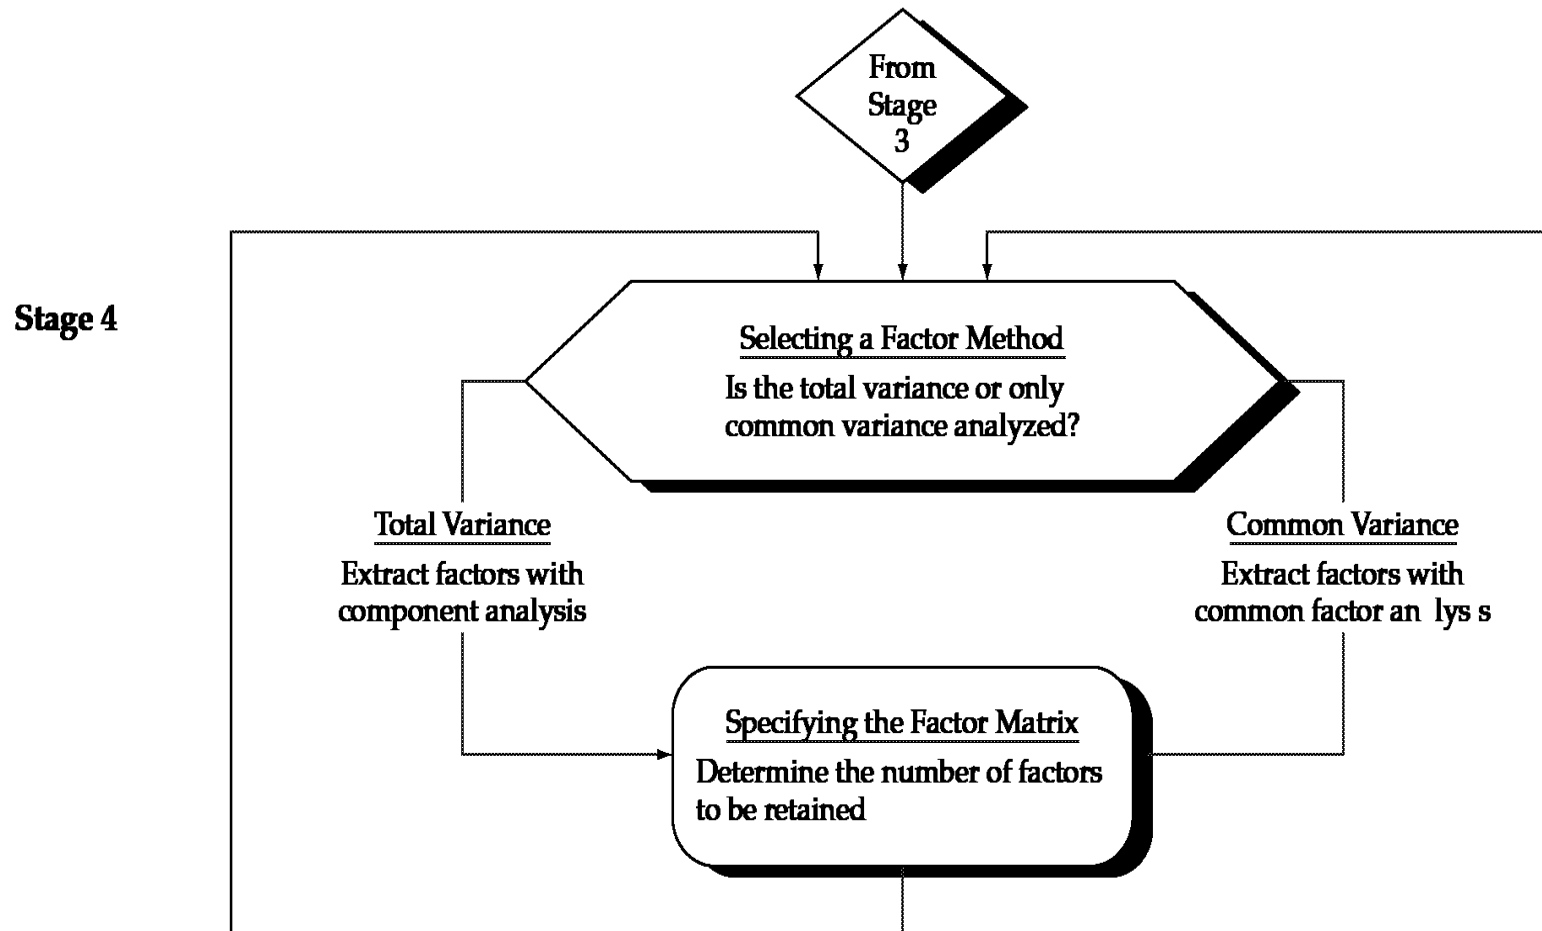 From
Stage
3
Stage 4
Selecting a Factor Method
Is the total variance or only
common variance analyzed?
Total Variance
Extract factors with
component analysis
Common Variance
Extract factors with
common factor an lys s
Specifying the Factor Matrix
Determine the number of factors
to be retained